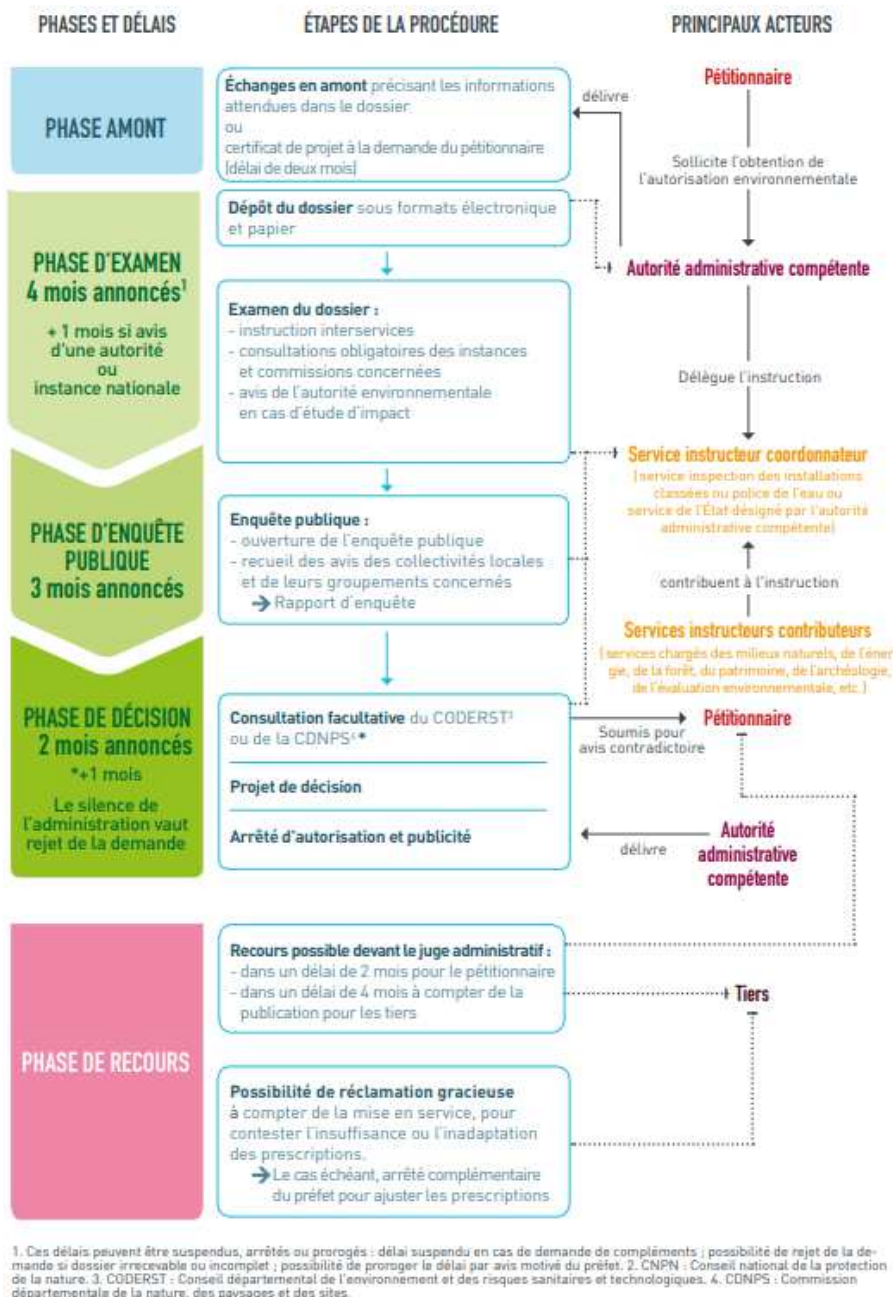 PHASES ET DÉLAIS
ÉTAPES DE LA PROCÉDURE
PRINCIPAUX ACTEURS
PHASE AMONT
Échanges en amont précisant les informations
attendues dans le dossier
ou
certificat de projet à la demande du pétitionnaire
(délai de deux mois)
délivre
Pétitionnaire
Sollicite l'obtention de
l'autorisation environnementale
Dépôt du dossier sous formats électronique
et papier
Autorité administrative compétente
PHASE D'EXAMEN
4 mois annoncés¹
+ 1 mois si avis
d'une autorité
ou
instance nationale
Examen du dossier :
- instruction interservices
- consultations obligatoires des instances
et commissions concernées
- avis de l'autorité environnementale
en cas d'étude d'impact
Délègue l'instruction
Service instructeur coordonnateur
(service inspection des installations
classées ou police de l'eau ou
service de l'État désigné par l'autorité
administrative compétente)
PHASE D'ENQUÊTE
PUBLIQUE
3 mois annoncés
Enquête publique :
- ouverture de l'enquête publique
- recueil des avis des collectivités locales
et de leurs groupements concernés
→ Rapport d'enquête
contribuent à l'instruction
Services instructeurs contributeurs
(services chargés des milieux naturels, de l'éner
gie, de la forêt, du patrimoine, de l'archéologie,
de l'évaluation environnementale, etc.)
PHASE DE DÉCISION
2 mois annoncés
*+1 mois
Le silence de
l'administration vaut
rejet de la demande
Consultation facultative du CODERST³
ou de la CDNPS⁴*
Projet de décision
Arrêté d'autorisation et publicité
Soumis pour
avis contradictoire
Pétitionnaire
délivre
Autorité
administrative
compétente
PHASE DE RECOURS
Recours possible devant le juge administratif :
- dans un délai de 2 mois pour le pétitionnaire
- dans un délai de 4 mois à compter de la
publication pour les tiers
Tiers
Possibilité de réclamation gracieuse
à compter de la mise en service, pour
contester l'insuffisance ou l'inadaptation
des prescriptions.
→ Le cas échéant, arrêté complémentaire
du préfet pour ajuster les prescriptions
1. Ces délais peuvent être suspendus, arrêtés ou prorogés : délai suspendu en cas de demande de compléments ; possibilité de rejet de la de-
mande si dossier irrecevable ou incomplet ; possibilité de proroger le délai par avis motivé du préfet. 2. CNPN : Conseil national de la protection
de la nature. 3. CODERST : Conseil départemental de l'environnement et des risques sanitaires et technologiques. 4. CDNPS : Commission
départementale de la nature, des paysages et des sites.